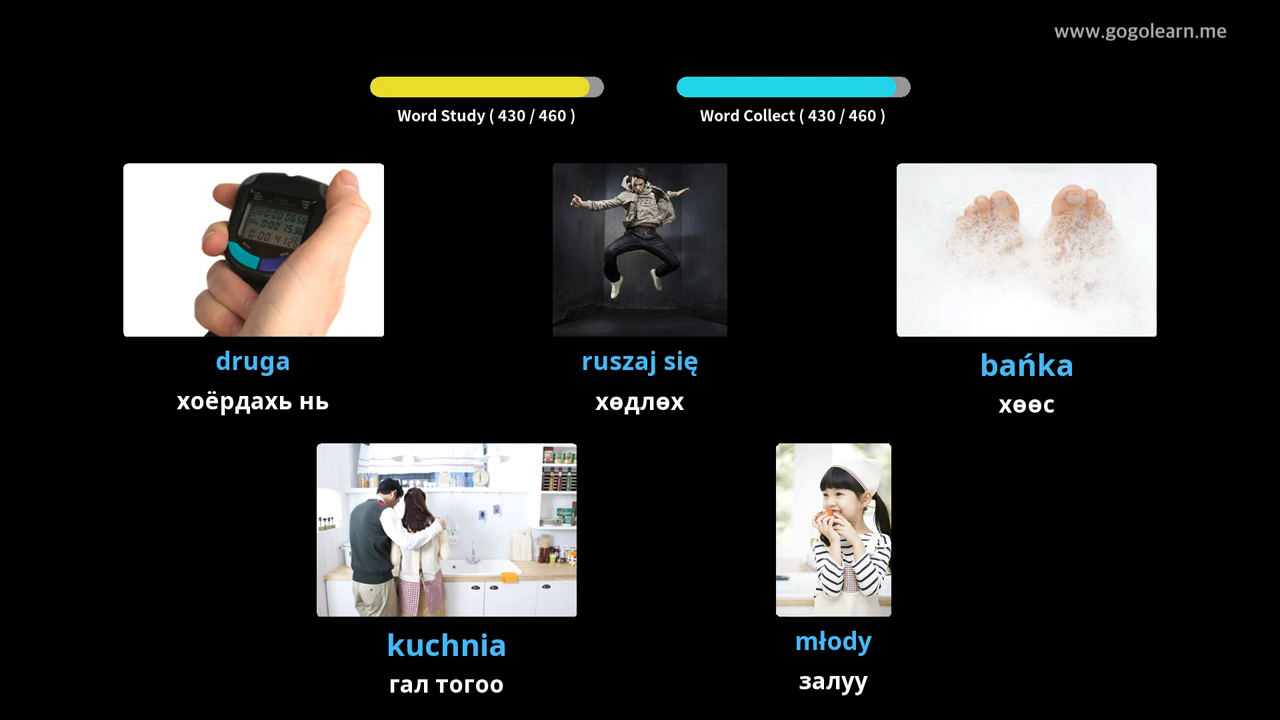 www.gogolearn.me
Word Study ( 430 / 460 )
Word Collect ( 430 / 460 )
druga
хоёрдахь нь
ruszaj się
хөдлөх
bańka
хөөс
kuchnia
гал тогоо
młody
залуу